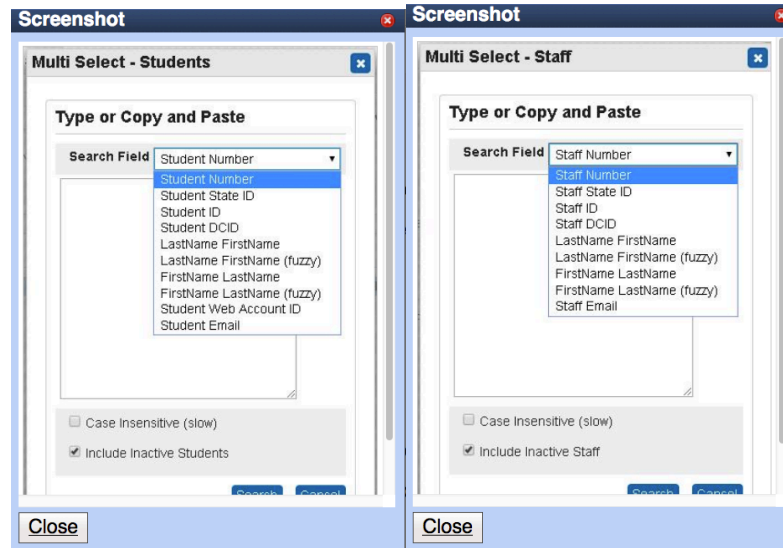 Screenshot
Multi Select - Students
Type or Copy and Paste
Search Field Student Number
Student Number
Student State ID
Student ID
Student DCID
LastName FirstName
LastName FirstName (fuzzy)
FirstName LastName
FirstName LastName (fuzzy)
Student Web Account ID
Student Email
Case Insensitive (slow)
Include Inactive Students
Search Cancel
Close
Screenshot
Multi Select - Staff
Type or Copy and Paste
Search Field Staff Number
Staff Number
Staff State ID
Staff ID
Staff DCID
LastName FirstName
LastName FirstName (fuzzy)
FirstName LastName
FirstName LastName (fuzzy)
Staff Email
Case Insensitive (slow)
Include Inactive Staff
Search Cancel
Close